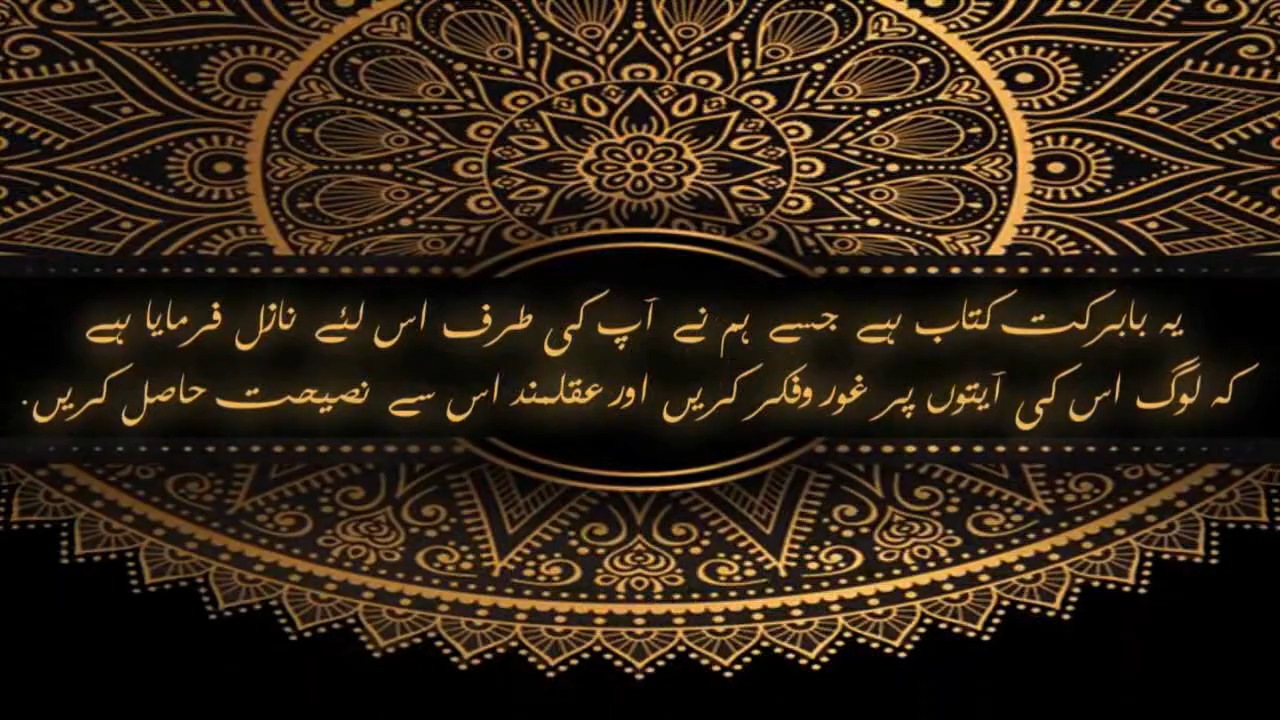 یہ بابرکت کتاب ہے جسے ہم نے آپ کی طرف اس لئے نازل فرمایا ہے
کہ لوگ اس کی آیتوں پر غور وفکر کریں اور عقلمند اس سے نصیحت حاصل کریں.